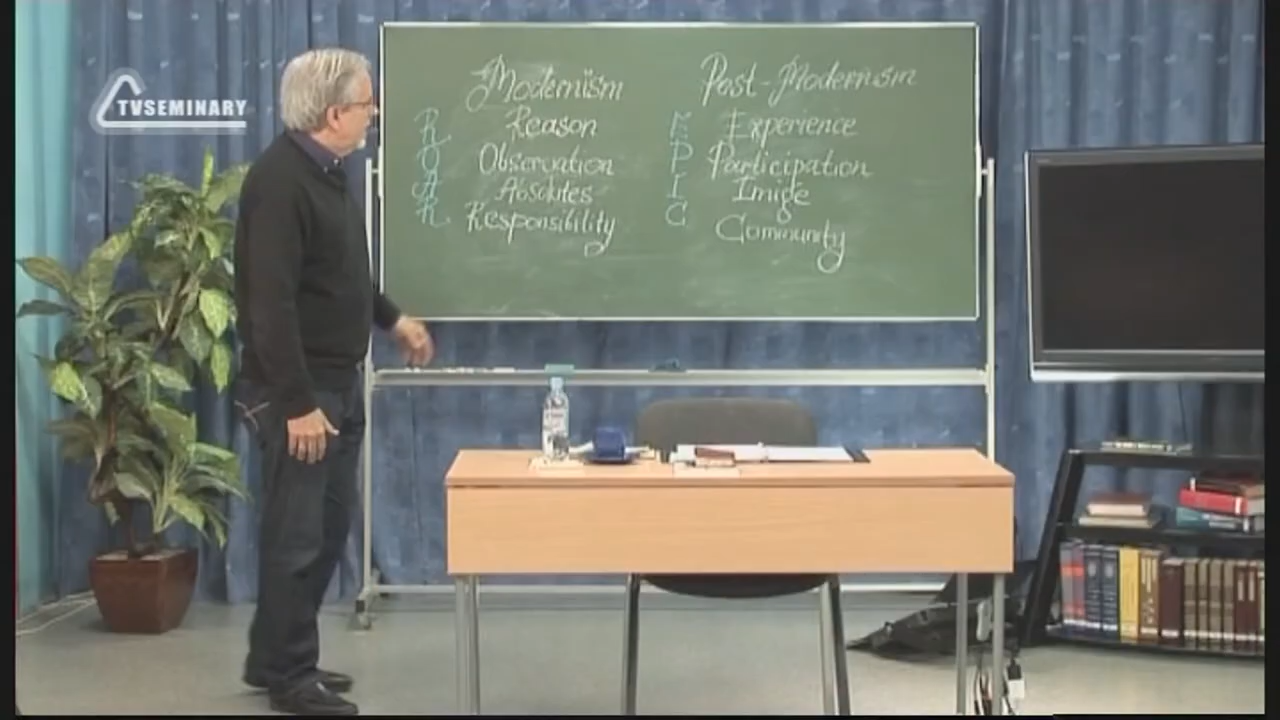 TVSEMINARY
Modernism
R Reason
O Observation
A Absolutes
R Responsibility
Post-Modernism
E Experience
P Participation
I Image
C Community